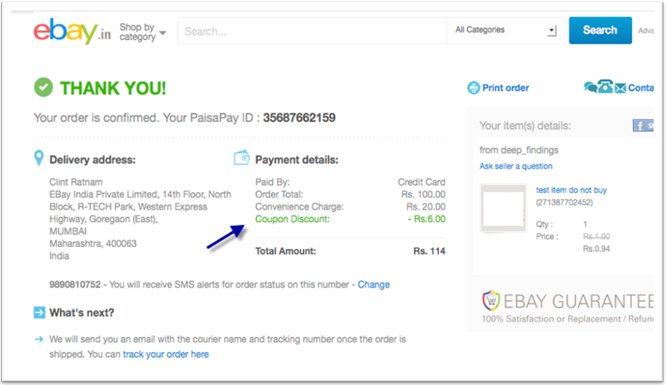 ebay.in
Shop by
category
Search...
All Categories
Search
Adva
THANK YOU!
Print order
Conta
Your order is confirmed. Your PaisaPay ID : 35687662159
Your item(s) details:
Delivery address:
Payment details:
from deep_findings
Ask seller a question
Clint Ratnam
EBay India Private Limited, 14th Floor, North
Block, R-TECH Park, Western Express
Highway, Goregaon (East),
MUMBAI
Maharashtra, 400063
India
Paid By: Credit Card
Order Total: Rs. 100.00
Convenience Charge: Rs. 20.00
Coupon Discount: - Rs.6.00
Total Amount: Rs. 114
test item do not buy
(271387702452)
Qty : 1
Price : Rs.1.00
Rs.0.94
9890810752 - You will receive SMS alerts for order status on this number - Change
EBAY GUARANTEE
100% Satisfaction or Replacement / Refun
What's next?
We will send you an email with the courier name and tracking number once the order is
shipped. You can track your order here